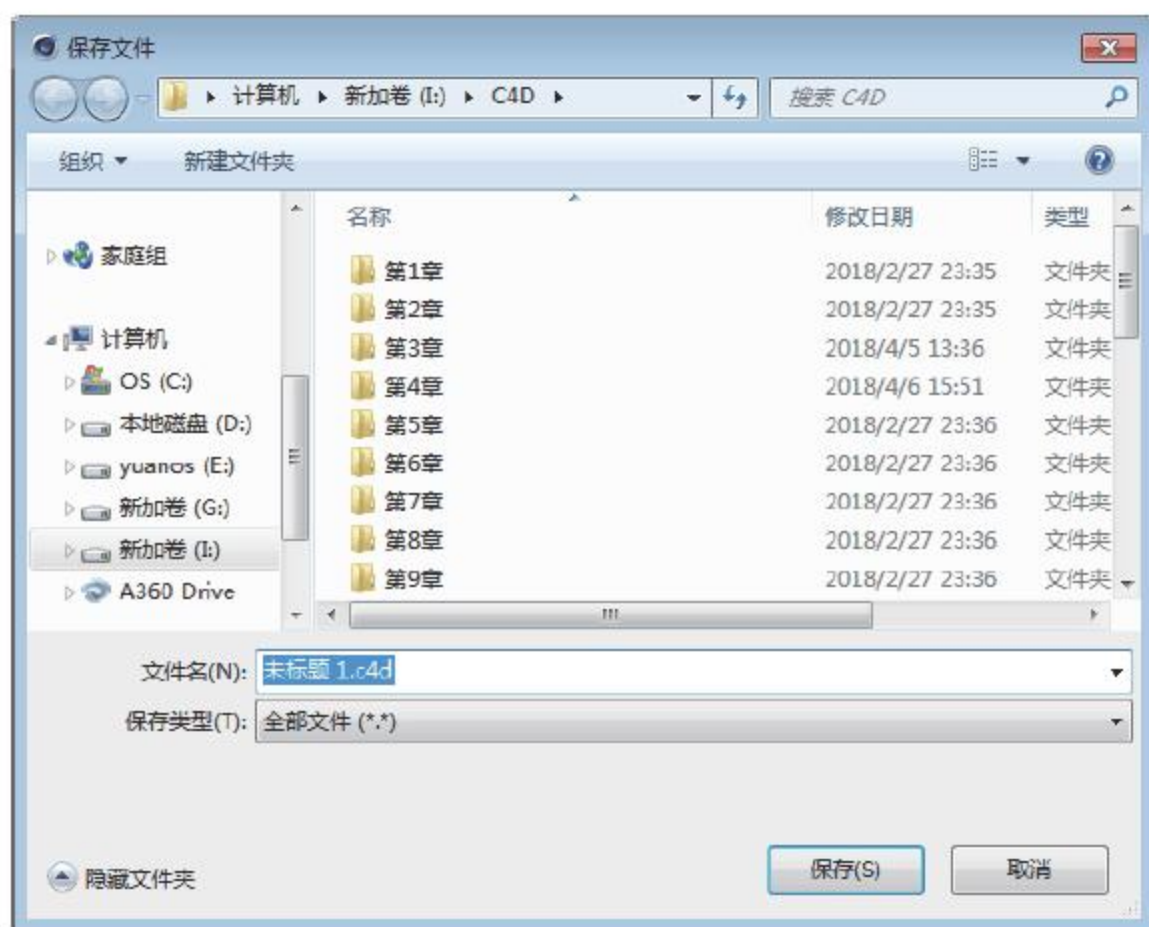 保存文件
计算机 新加卷 (I:) C4D 搜索 C4D
组织 新建文件夹
名称 修改日期 类型
家庭组
计算机
OS (C:)
本地磁盘 (D:)
yuanos (E:)
新加卷 (G:)
新加卷 (I:)
A360 Drive
第1章 2018/2/27 23:35 文件夹
第2章 2018/2/27 23:35 文件夹
第3章 2018/4/5 13:36 文件夹
第4章 2018/4/6 15:51 文件夹
第5章 2018/2/27 23:36 文件夹
第6章 2018/2/27 23:36 文件夹
第7章 2018/2/27 23:36 文件夹
第8章 2018/2/27 23:36 文件夹
第9章 2018/2/27 23:36 文件夹
文件名(N): 未标题 1.c4d
保存类型(T): 全部文件 (*.*)
隐藏文件夹 保存(S) 取消